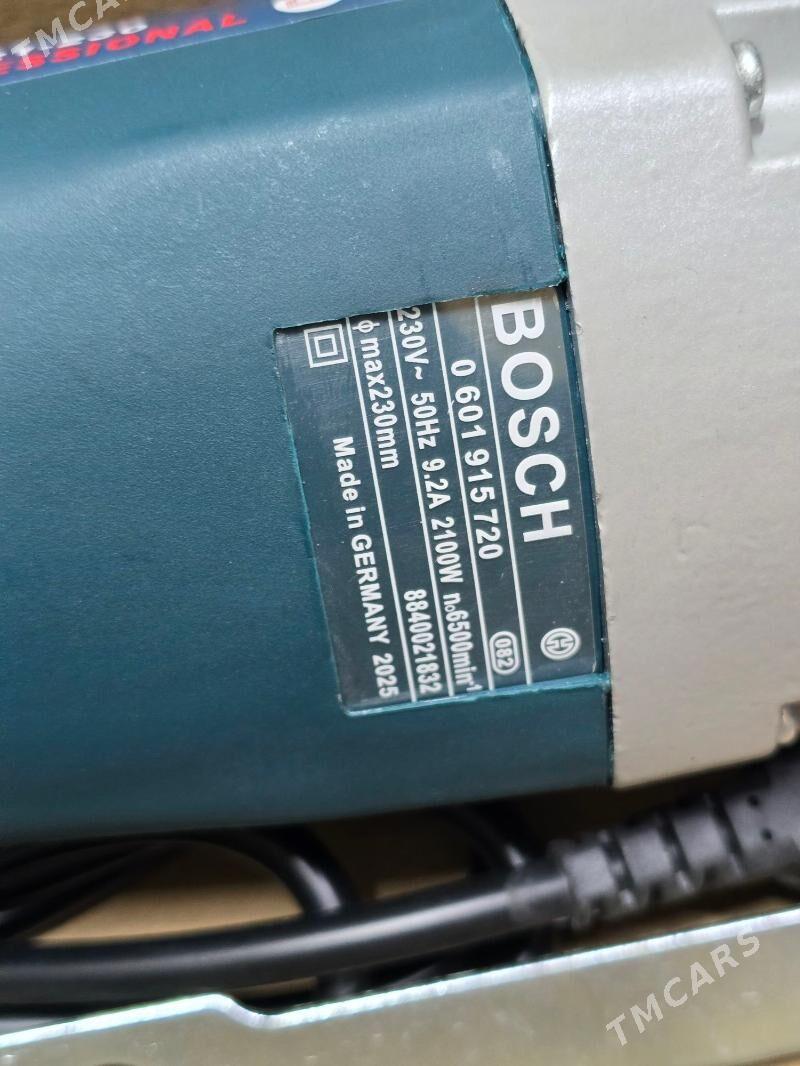 TMCARS
PROFESSIONAL
BOSCH
0 601 915 720 082
230V~ 50Hz 9.2A 2100W n₀6500min⁻¹
ϕ max230mm 8840021832
Made in GERMANY 2025
TMCARS